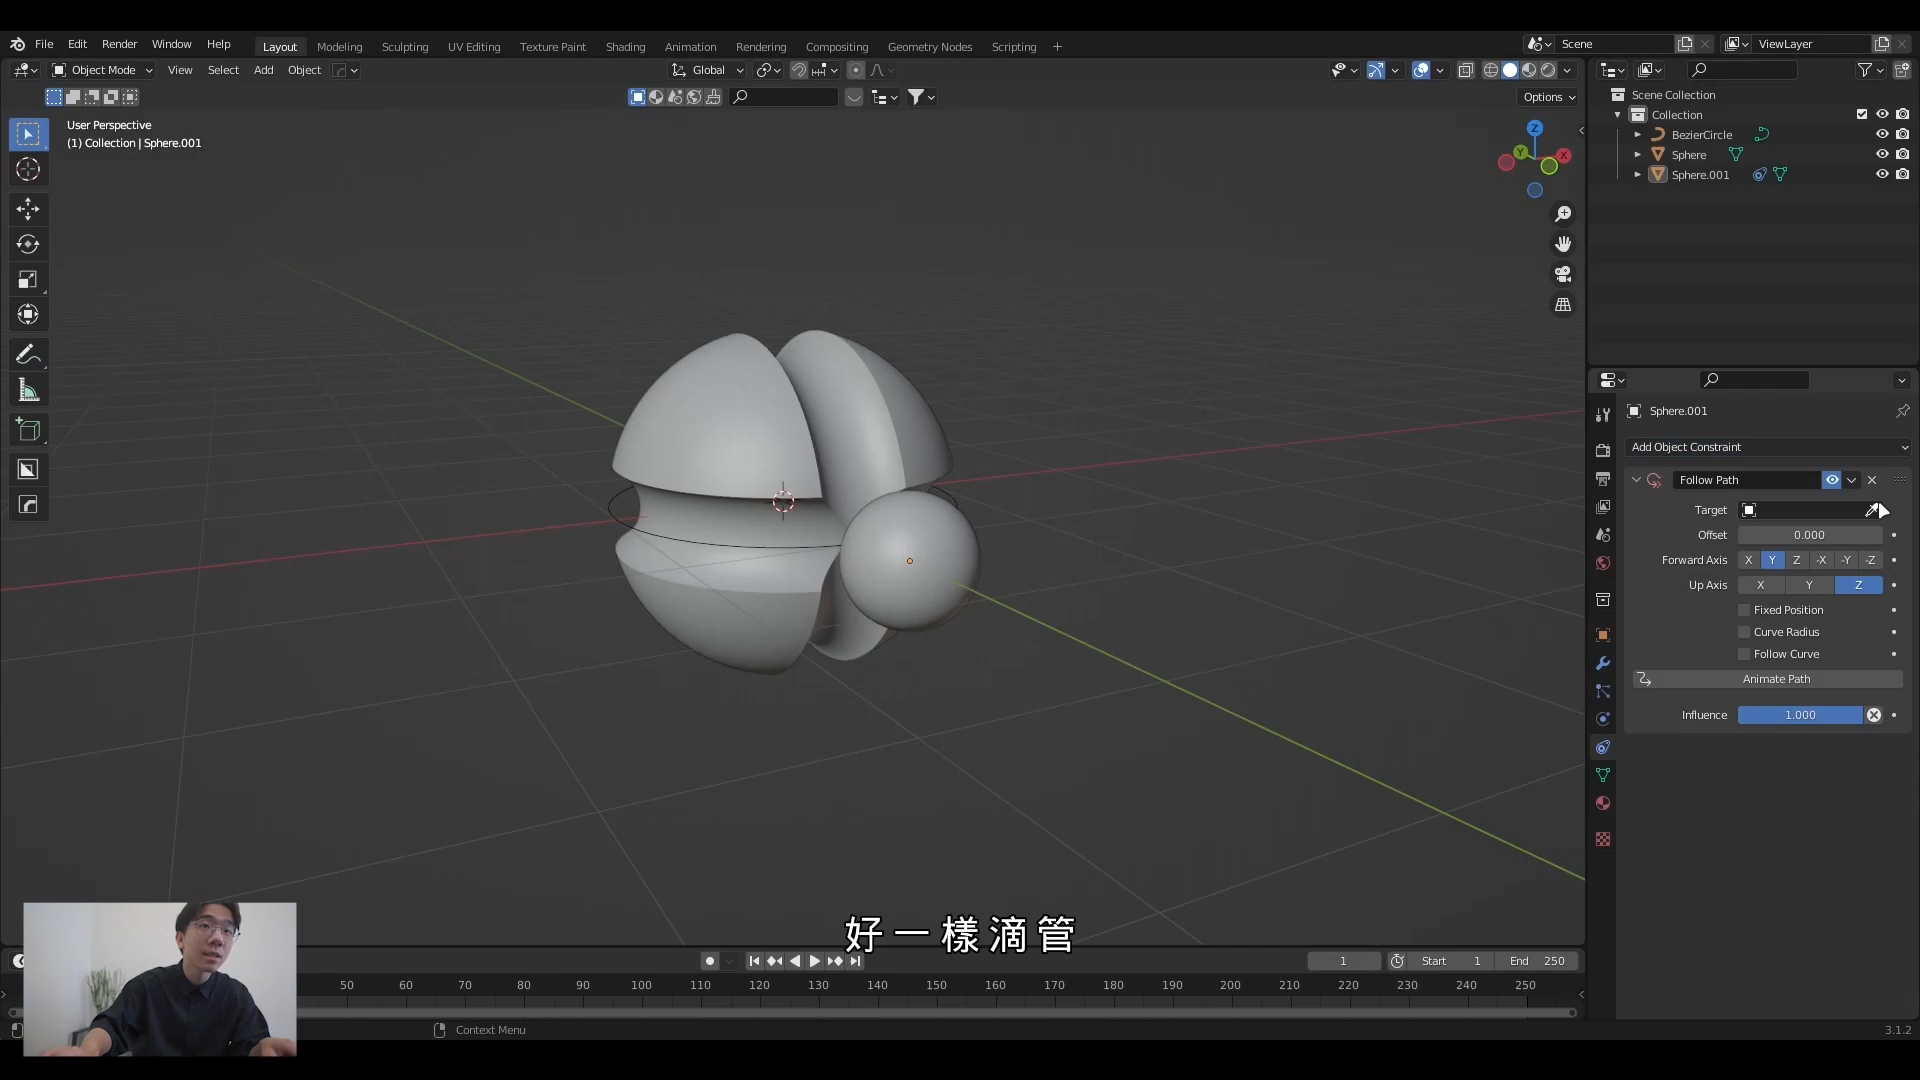 File Edit Render Window Help Layout Modeling Sculpting UV Editing Texture Paint Shading Animation Rendering Compositing Geometry Nodes Scripting + Scene ViewLayer
Object Mode View Select Add Object Global
Options
User Perspective
(1) Collection | Sphere.001
Z
Y
X
Scene Collection
Collection
BezierCircle
Sphere
Sphere.001
Sphere.001
Add Object Constraint
Follow Path
Target
Offset 0.000
Forward Axis X Y Z -X -Y -Z
Up Axis X Y Z
Fixed Position
Curve Radius
Follow Curve
Animate Path
Influence 1.000
好一樣滴管
1 Start 1 End 250
50 60 70 80 90 100 110 120 130 140 150 160 170 180 190 200 210 220 230 240 250
Context Menu
3.1.2